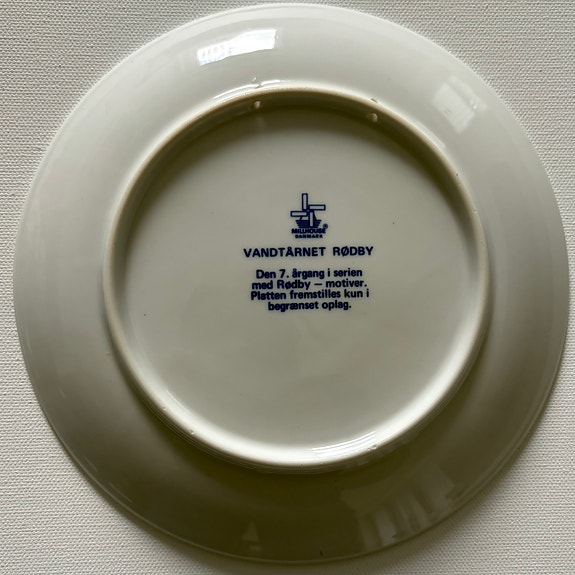 MILLHOUSE®
DANMARK
VANDTÅRNET RØDBY
Den 7. årgang i serien
med Rødby – motiver.
Platten fremstilles kun i
begrænset oplag.